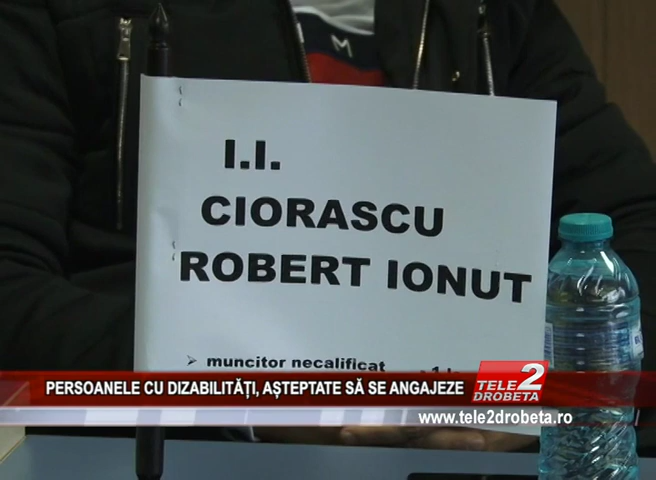 M
I.I.
CIORASCU
ROBERT IONUT
➢ muncitor necalificat
PERSOANELE CU DIZABILITĂȚI, AȘTEPTATE SĂ SE ANGAJEZE
TELE 2
DROBETA
www.tele2drobeta.ro